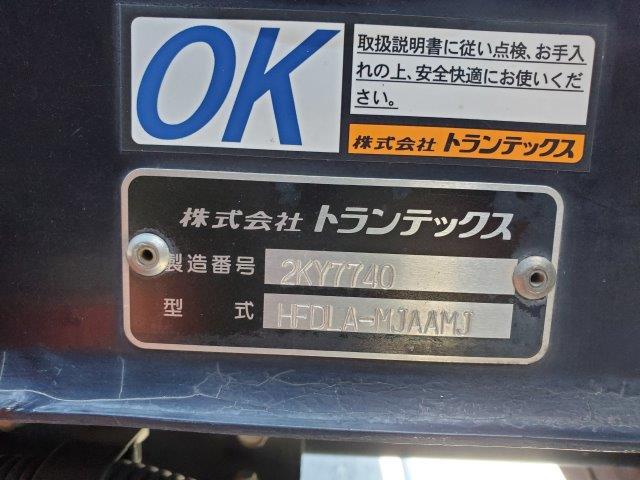 OK
取扱説明書に従い点検、お手入
れの上、安全快適にお使いくだ
さい。
株式会社 トランテックス
株式会社 トランテックス
製造番号 2KY7740
型 式 HFDLA-MJAAMJ